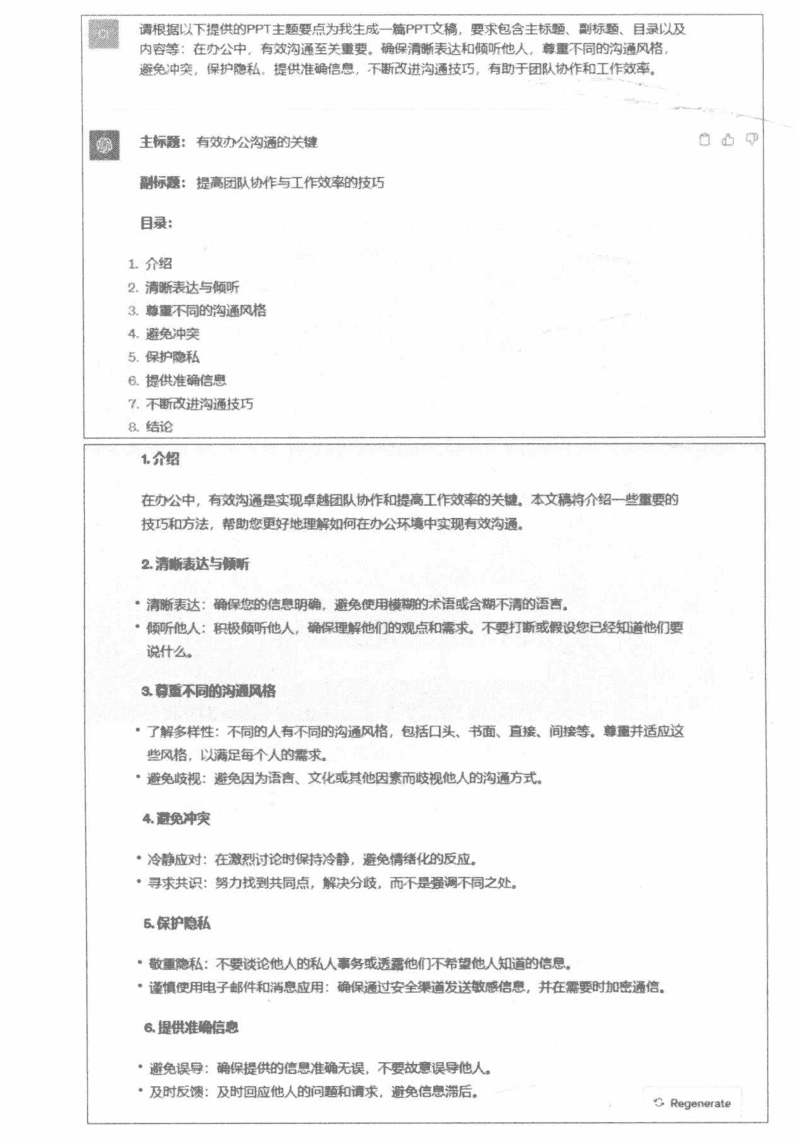 请根据以下提供的PPT主题要点为我生成一篇PPT文稿，要求包含主标题、副标题、目录以及
内容等：在办公中，有效沟通至关重要。确保清晰表达和倾听他人，尊重不同的沟通风格，
避免冲突，保护隐私，提供准确信息，不断改进沟通技巧，有助于团队协作和工作效率。
主标题：有效办公沟通的关键
副标题：提高团队协作与工作效率的技巧
目录：
1. 介绍
2. 清晰表达与倾听
3. 尊重不同的沟通风格
4. 避免冲突
5. 保护隐私
6. 提供准确信息
7. 不断改进沟通技巧
8. 结论
1. 介绍
在办公中，有效沟通是实现卓越团队协作和提高工作效率的关键。本文稿将介绍一些重要的
技巧和方法，帮助您更好地理解如何在办公环境中实现有效沟通。
2. 清晰表达与倾听
• 清晰表达：确保您的信息明确，避免使用模糊的术语或含糊不清的语言。
• 倾听他人：积极倾听他人，确保理解他们的观点和需求。不要打断或假设您已经知道他们要
说什么。
3. 尊重不同的沟通风格
• 了解多样性：不同的人有不同的沟通风格，包括口头、书面、直接、间接等。尊重并适应这
些风格，以满足每个人的需求。
• 避免歧视：避免因为语言、文化或其他因素而歧视他人的沟通方式。
4. 避免冲突
• 冷静应对：在激烈讨论时保持冷静，避免情绪化的反应。
• 寻求共识：努力找到共同点，解决分歧，而不是强调不同之处。
5. 保护隐私
• 敬重隐私：不要谈论他人的私人事务或透露他们不希望他人知道的信息。
• 谨慎使用电子邮件和消息应用：确保通过安全渠道发送敏感信息，并在需要时加密通信。
6. 提供准确信息
• 避免误导：确保提供的信息准确无误，不要故意误导他人。
• 及时反馈：及时回应他人的问题和请求，避免信息滞后。
Regenerate